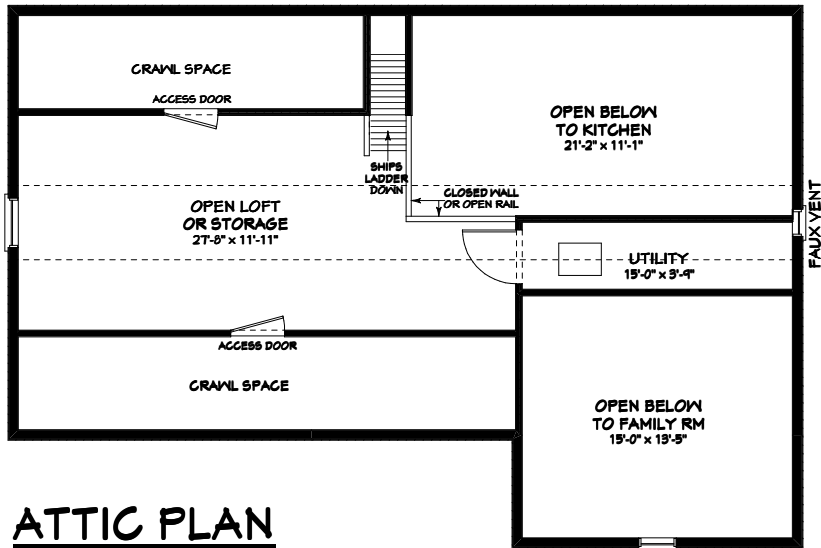 CRAWL SPACE
ACCESS DOOR
OPEN BELOW
TO KITCHEN
21'-2" x 11'-1"
SHIPS
LADDER
DOWN
CLOSED WALL
OR OPEN RAIL
OPEN LOFT
OR STORAGE
27'-8" x 11'-11"
FAUX VENT
UTILITY
15'-0" x 3'-9"
ACCESS DOOR
CRAWL SPACE
OPEN BELOW
TO FAMILY RM
15'-0" x 13'-5"
ATTIC PLAN